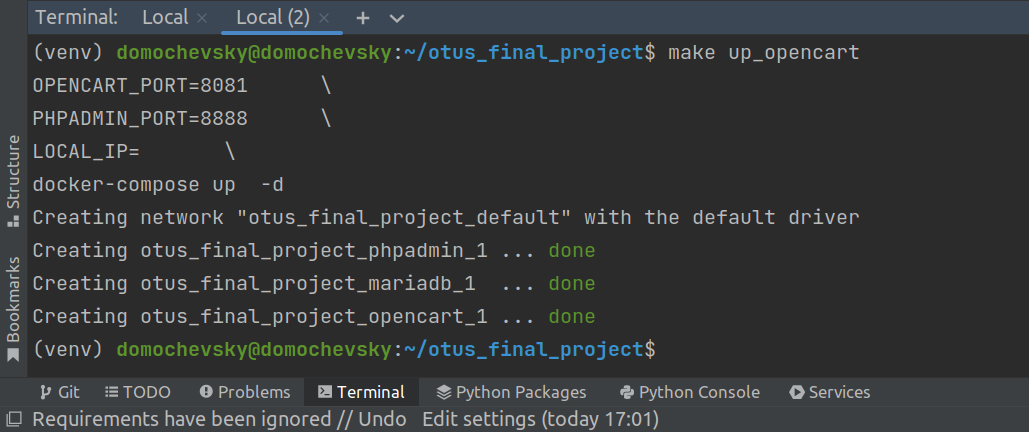 Terminal: Local × Local (2) × +
(venv) domochevsky@domochevsky:~/otus_final_project$ make up_opencart
OPENCART_PORT=8081 \
PHPADMIN_PORT=8888 \
LOCAL_IP= \
docker-compose up  -d
Creating network "otus_final_project_default" with the default driver
Creating otus_final_project_phpadmin_1 ... done
Creating otus_final_project_mariadb_1  ... done
Creating otus_final_project_opencart_1 ... done
(venv) domochevsky@domochevsky:~/otus_final_project$
Structure
Bookmarks
Git TODO Problems Terminal Python Packages Python Console Services
Requirements have been ignored // Undo Edit settings (today 17:01)